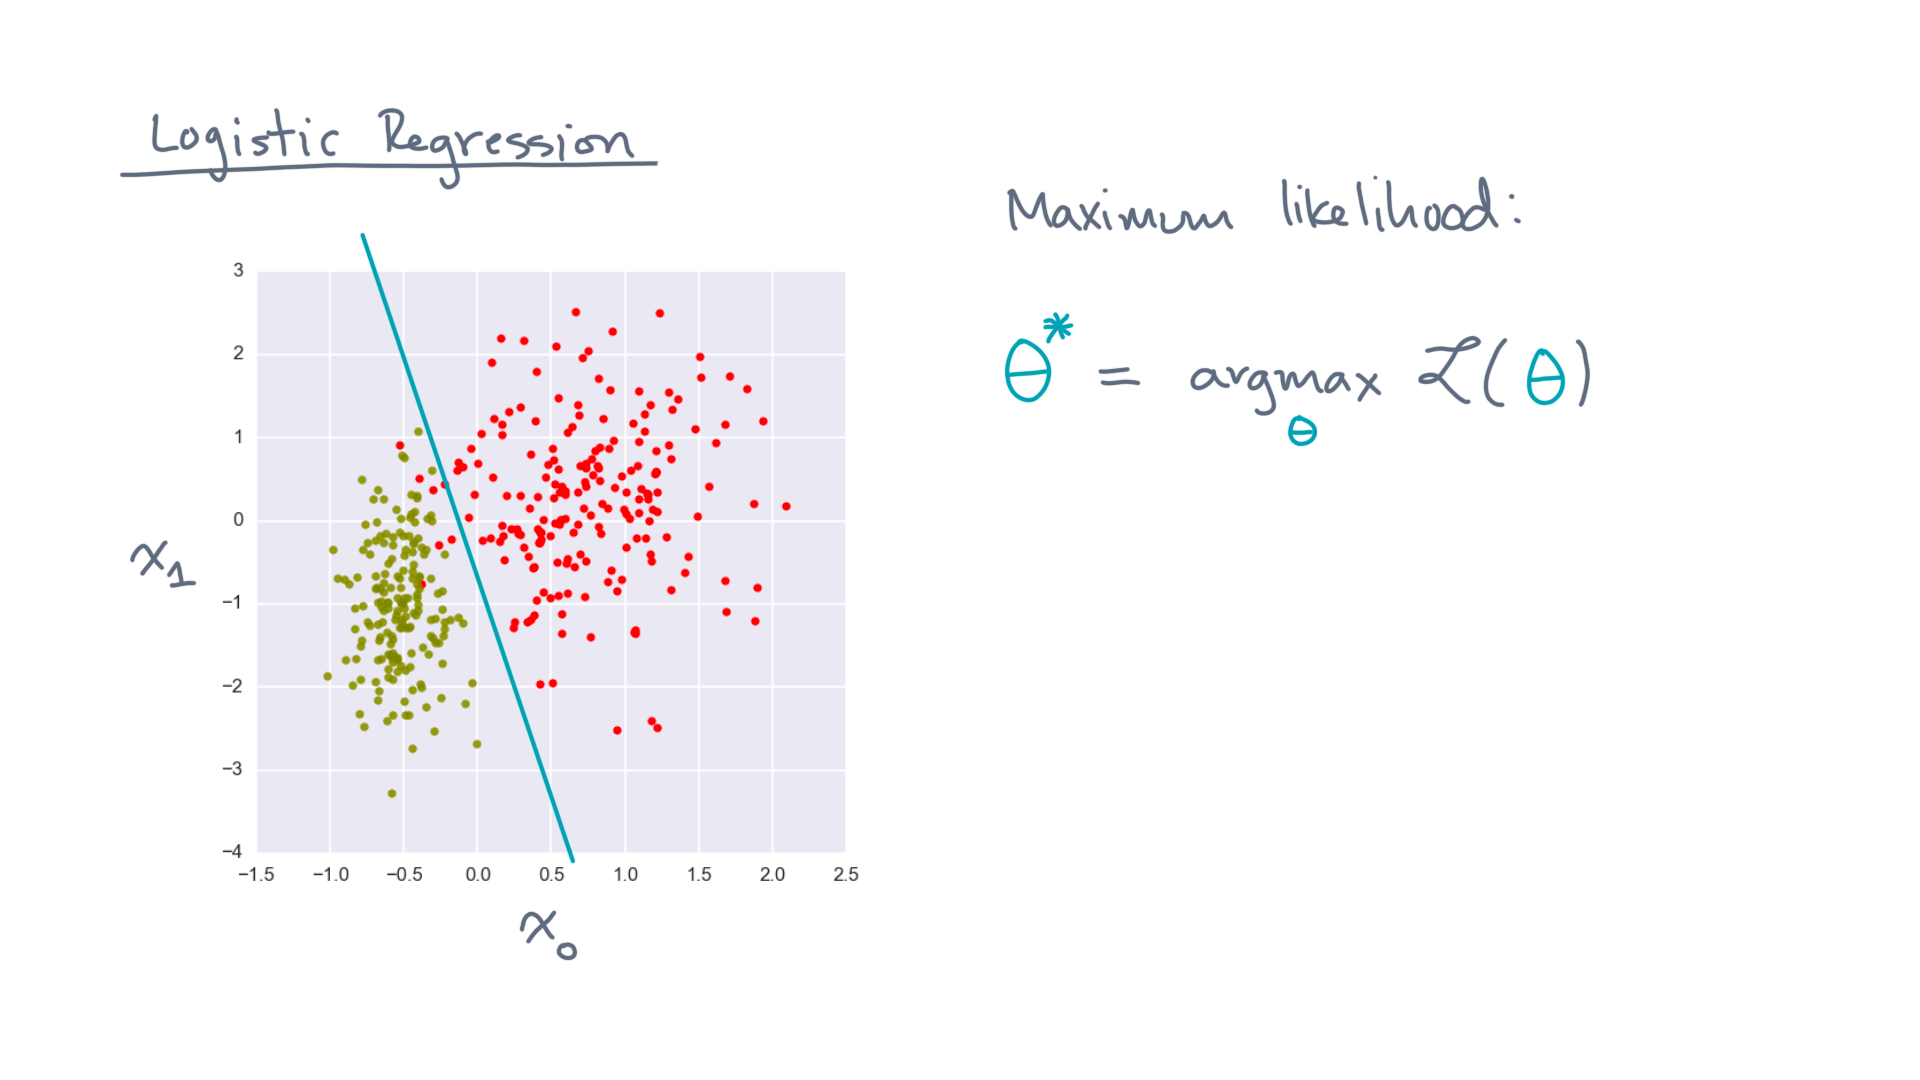 Logistic Regression
Maximum likelihood:
θ* = argmax ℒ(θ)
θ
3
2
1
0
−1
−2
−3
−4
x₁
−1.5 −1.0 −0.5 0.0 0.5 1.0 1.5 2.0 2.5
x₀